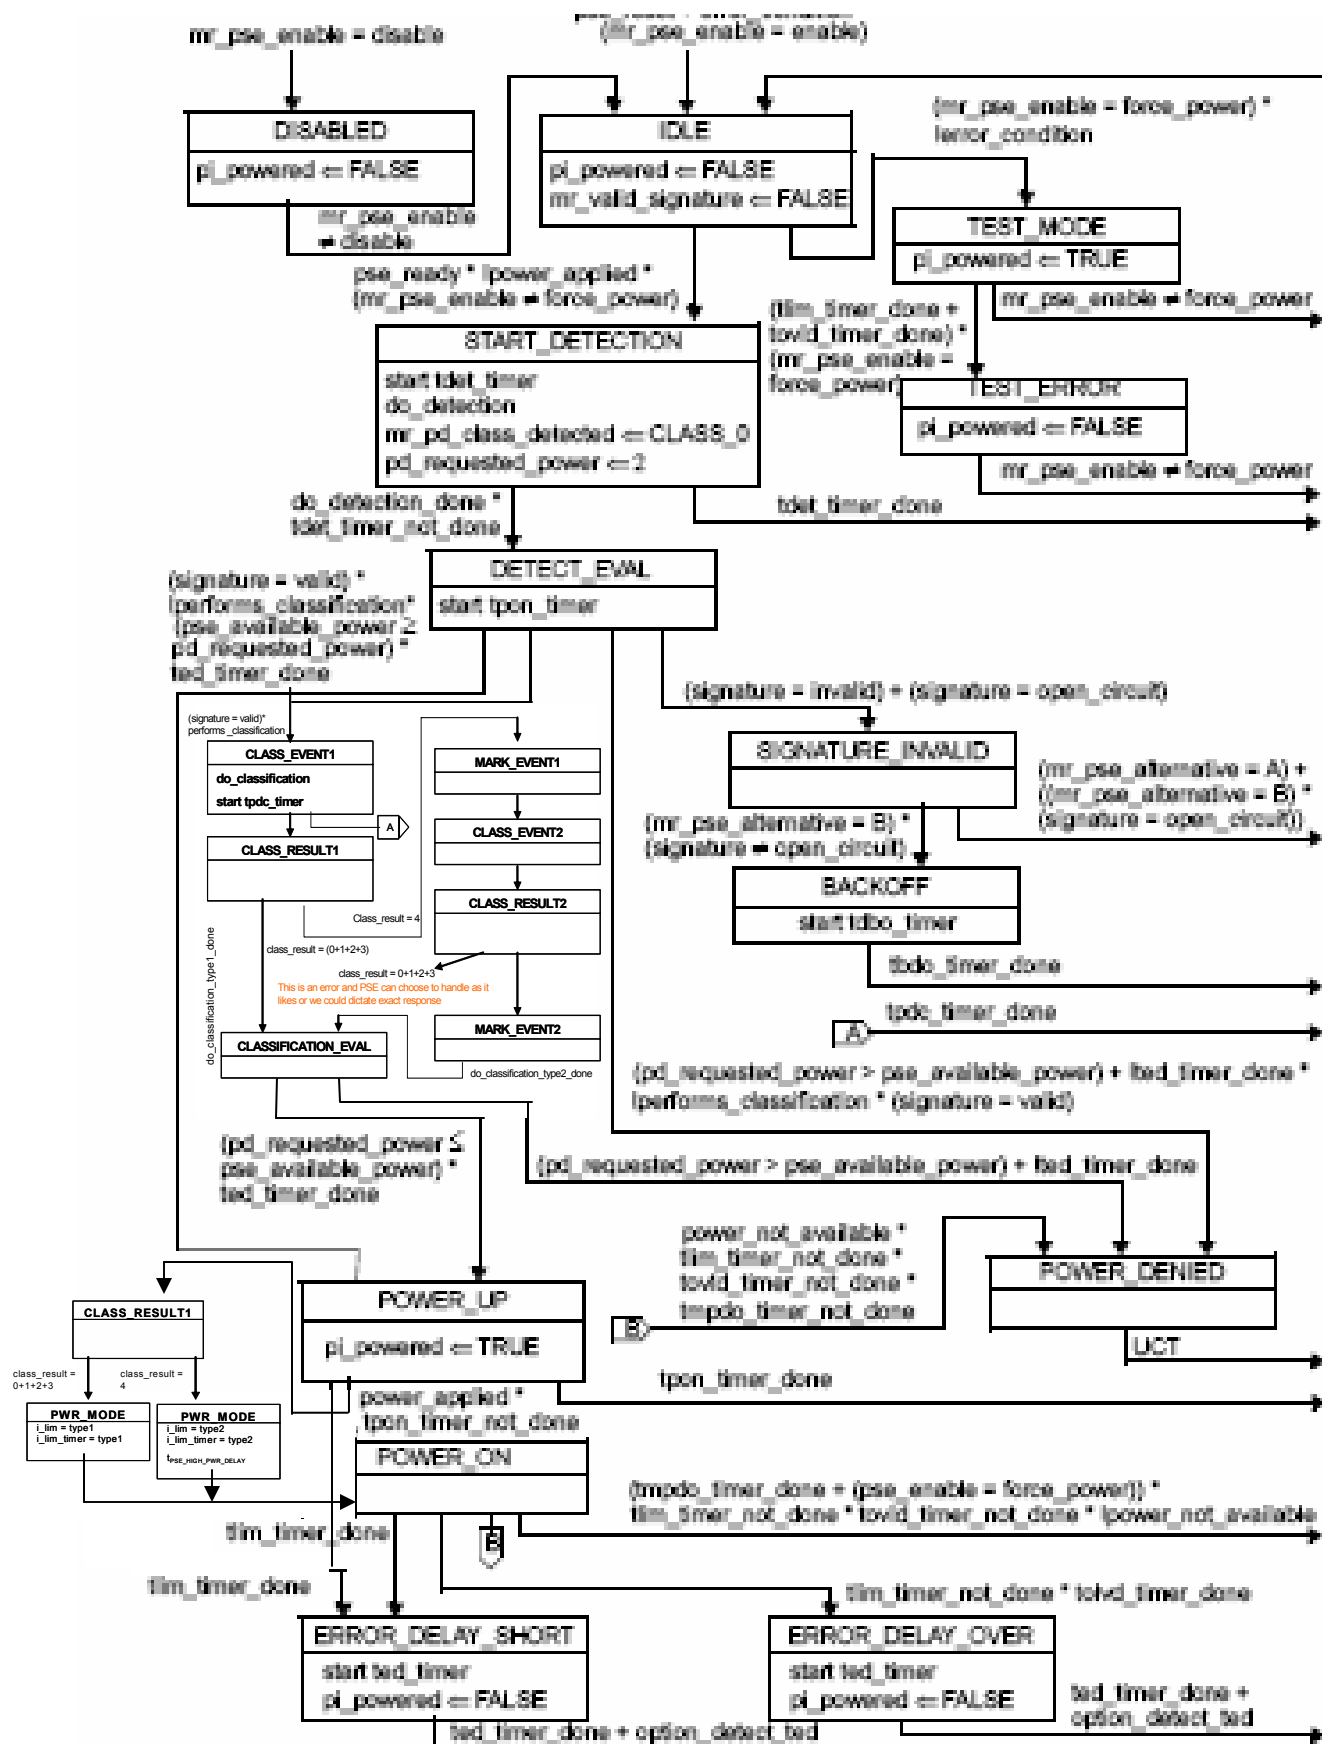 (mr_pse_enable = enable)
mr_pse_enable = disable
(mr_pse_enable = force_power) *
!error_condition
DISABLED
pi_powered ⇐ FALSE
IDLE
pi_powered ⇐ FALSE
mr_valid_signature ⇐ FALSE
mr_pse_enable
≠ disable
TEST_MODE
pi_powered ⇐ TRUE
pse_ready * !power_applied *
(mr_pse_enable ≠ force_power)
mr_pse_enable ≠ force_power
(tlim_timer_done +
tovld_timer_done) *
(mr_pse_enable =
force_power)
START_DETECTION
start tdet_timer
do_detection
mr_pd_class_detected ⇐ CLASS_0
pd_requested_power ⇐ 2
TEST_ERROR
pi_powered ⇐ FALSE
mr_pse_enable ≠ force_power
do_detection_done *
tdet_timer_not_done
tdet_timer_done
DETECT_EVAL
start tpon_timer
(signature = valid) *
!performs_classification*
(pse_available_power ≥
pd_requested_power) *
ted_timer_done
(signature = invalid) + (signature = open_circuit)
(signature = valid)*
performs _classification
CLASS_EVENT1
do_classification
start tpdc_timer
A
CLASS_RESULT1
MARK_EVENT1
CLASS_EVENT2
CLASS_RESULT2
Class_result = 4
class_result = (0+1+2+3)
class_result = 0+1+2+3
This is an error and PSE can choose to handle as it
likes or we could dictate exact response
do_classification_type1_done
MARK_EVENT2
CLASSIFICATION_EVAL
do_classification_type2_done
SIGNATURE_INVALID
(mr_pse_alternative = A) +
((mr_pse_alternative = B) *
(signature = open_circuit))
(mr_pse_alternative = B) *
(signature ≠ open_circuit)
BACKOFF
start tdbo_timer
tbdo_timer_done
A
tpdc_timer_done
(pd_requested_power > pse_available_power) + !ted_timer_done *
!performs_classification * (signature = valid)
(pd_requested_power ≤
pse_available_power) *
ted_timer_done
(pd_requested_power > pse_available_power) + !ted_timer_done
power_not_available *
tlim_timer_not_done *
tovld_timer_not_done *
tmpdo_timer_not_done
B
POWER_DENIED
UCT
POWER_UP
pi_powered ⇐ TRUE
tpon_timer_done
CLASS_RESULT1
class_result =
0+1+2+3
class_result =
4
PWR_MODE
i_lim = type1
i_lim_timer = type1
PWR_MODE
i_lim = type2
i_lim_timer = type2
tPSE_HIGH_PWR_DELAY
power_applied *
tpon_timer_not_done
POWER_ON
B
(tmpdo_timer_done + (pse_enable = force_power)) *
tlim_timer_not_done * tovld_timer_not_done * !power_not_available
tlim_timer_done
tlim_timer_done
tlim_timer_not_done * tolvd_timer_done
ERROR_DELAY_SHORT
start ted_timer
pi_powered ⇐ FALSE
ERROR_DELAY_OVER
start ted_timer
pi_powered ⇐ FALSE
ted_timer_done +
option_detect_ted
ted_timer_done + option_detect_ted